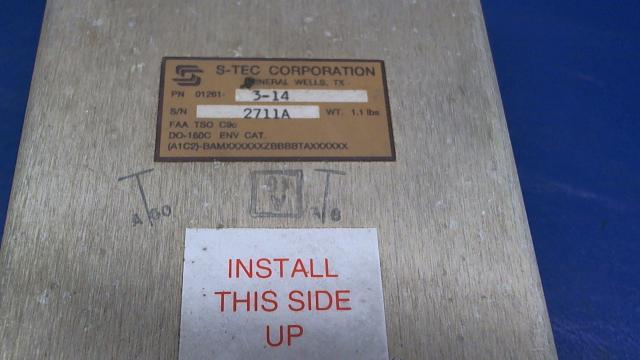 S-TEC CORPORATION
MINERAL WELLS, TX
PN 01261- 3-14
S/N 2711A WT. 1.1 lbs
FAA TSO C9c
DO-160C ENV CAT.
(A1C2)-BAMXXXXXXZBBBBTAXXXXXX
INSTALL
THIS SIDE
UP